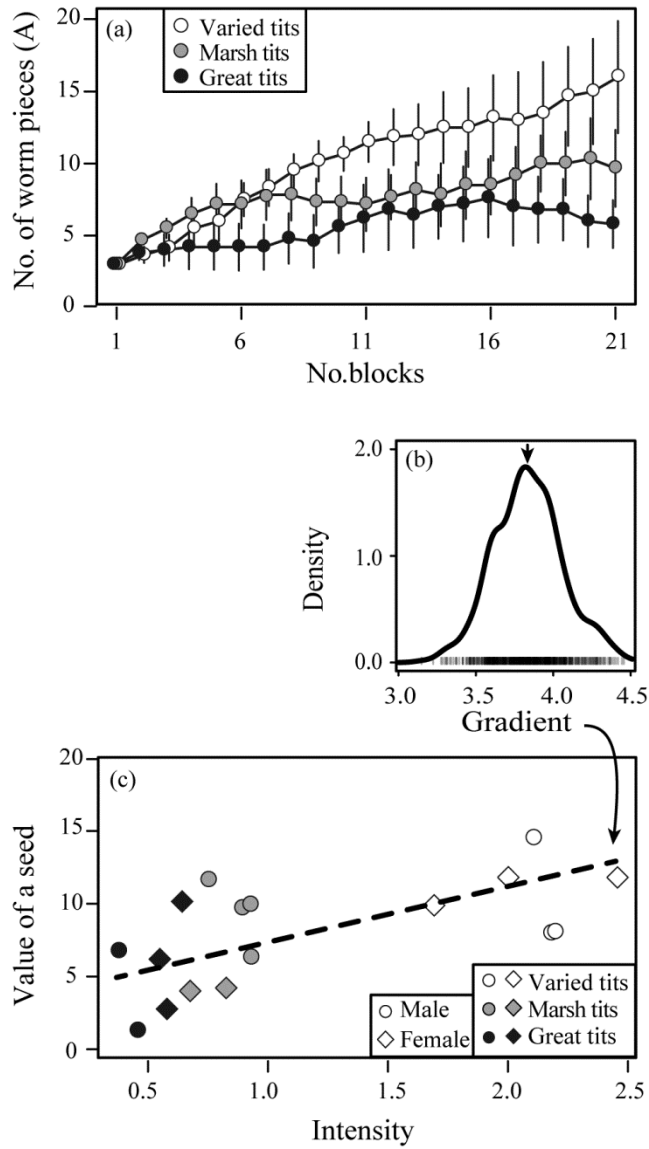 20
(a)
Varied tits
Marsh tits
Great tits
15
10
5
0
No. of worm pieces (A)
1
6
11
16
21
No.blocks
2.0
(b)
1.0
0.0
Density
3.0
3.5
4.0
4.5
Gradient
20
(c)
15
10
5
0
Value of a seed
Male
Female
Varied tits
Marsh tits
Great tits
0.5
1.0
1.5
2.0
2.5
Intensity